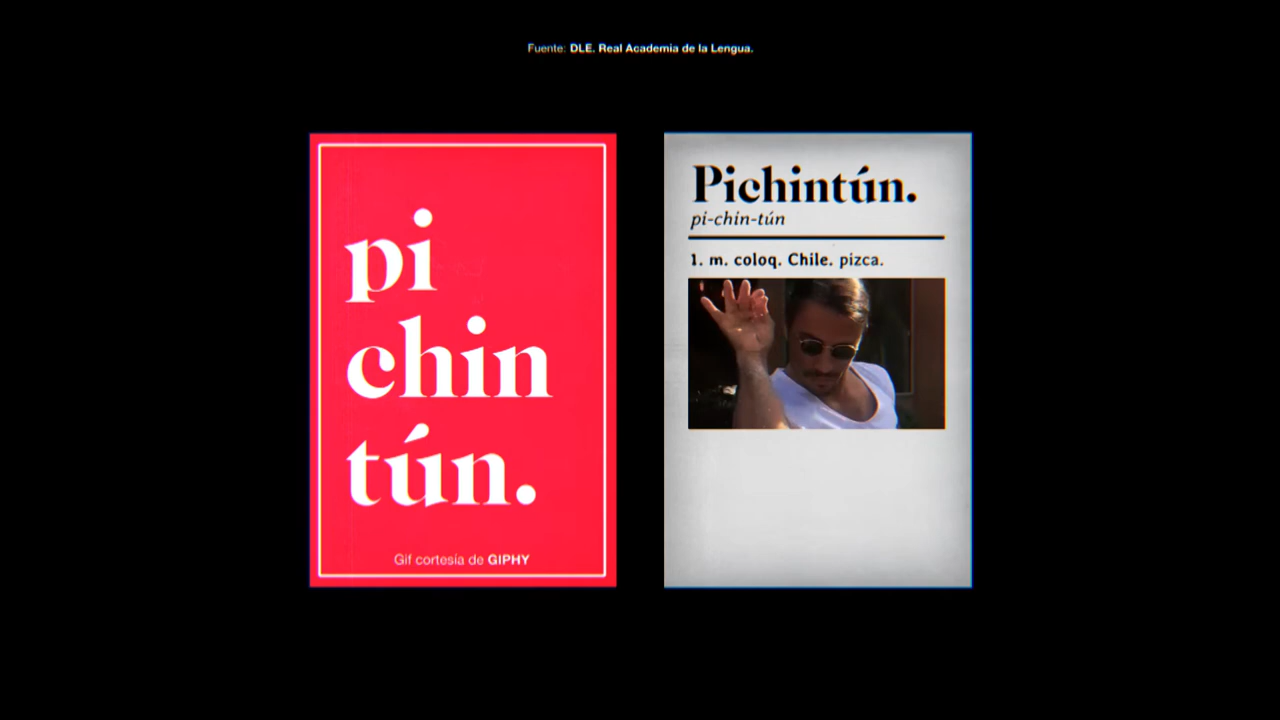 Fuente: DLE. Real Academia de la Lengua.
pi
chin
tún.
Gif cortesía de GIPHY
Pichintún.
pi-chin-tún
1. m. coloq. Chile. pizca.